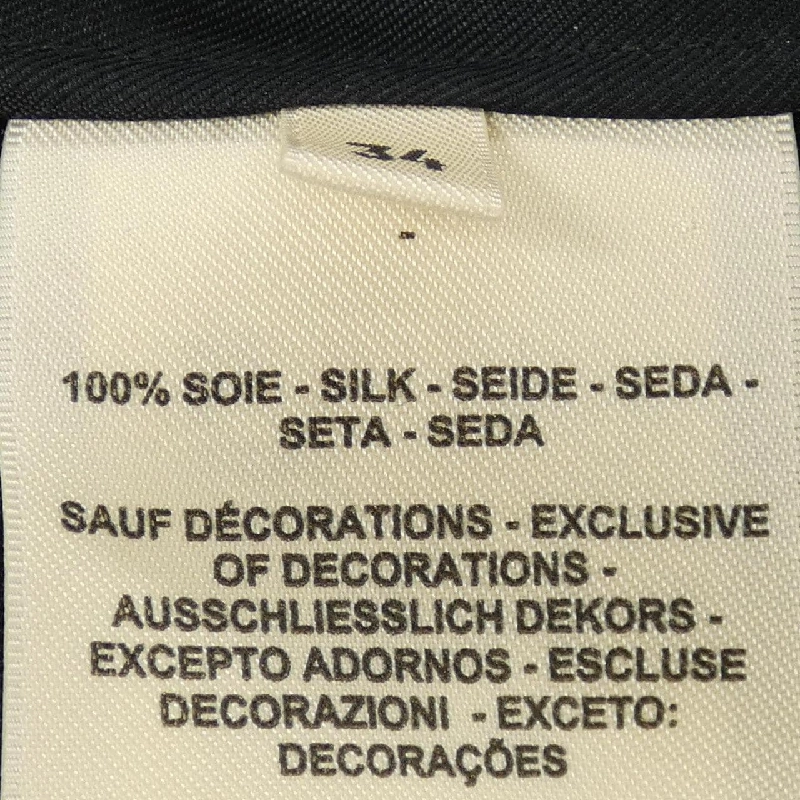 34
-
100% SOIE - SILK - SEIDE - SEDA -
SETA - SEDA
SAUF DÉCORATIONS - EXCLUSIVE
OF DECORATIONS -
AUSSCHLIESSLICH DEKORS -
EXCEPTO ADORNOS - ESCLUSE
DECORAZIONI - EXCETO:
DECORAÇÕES